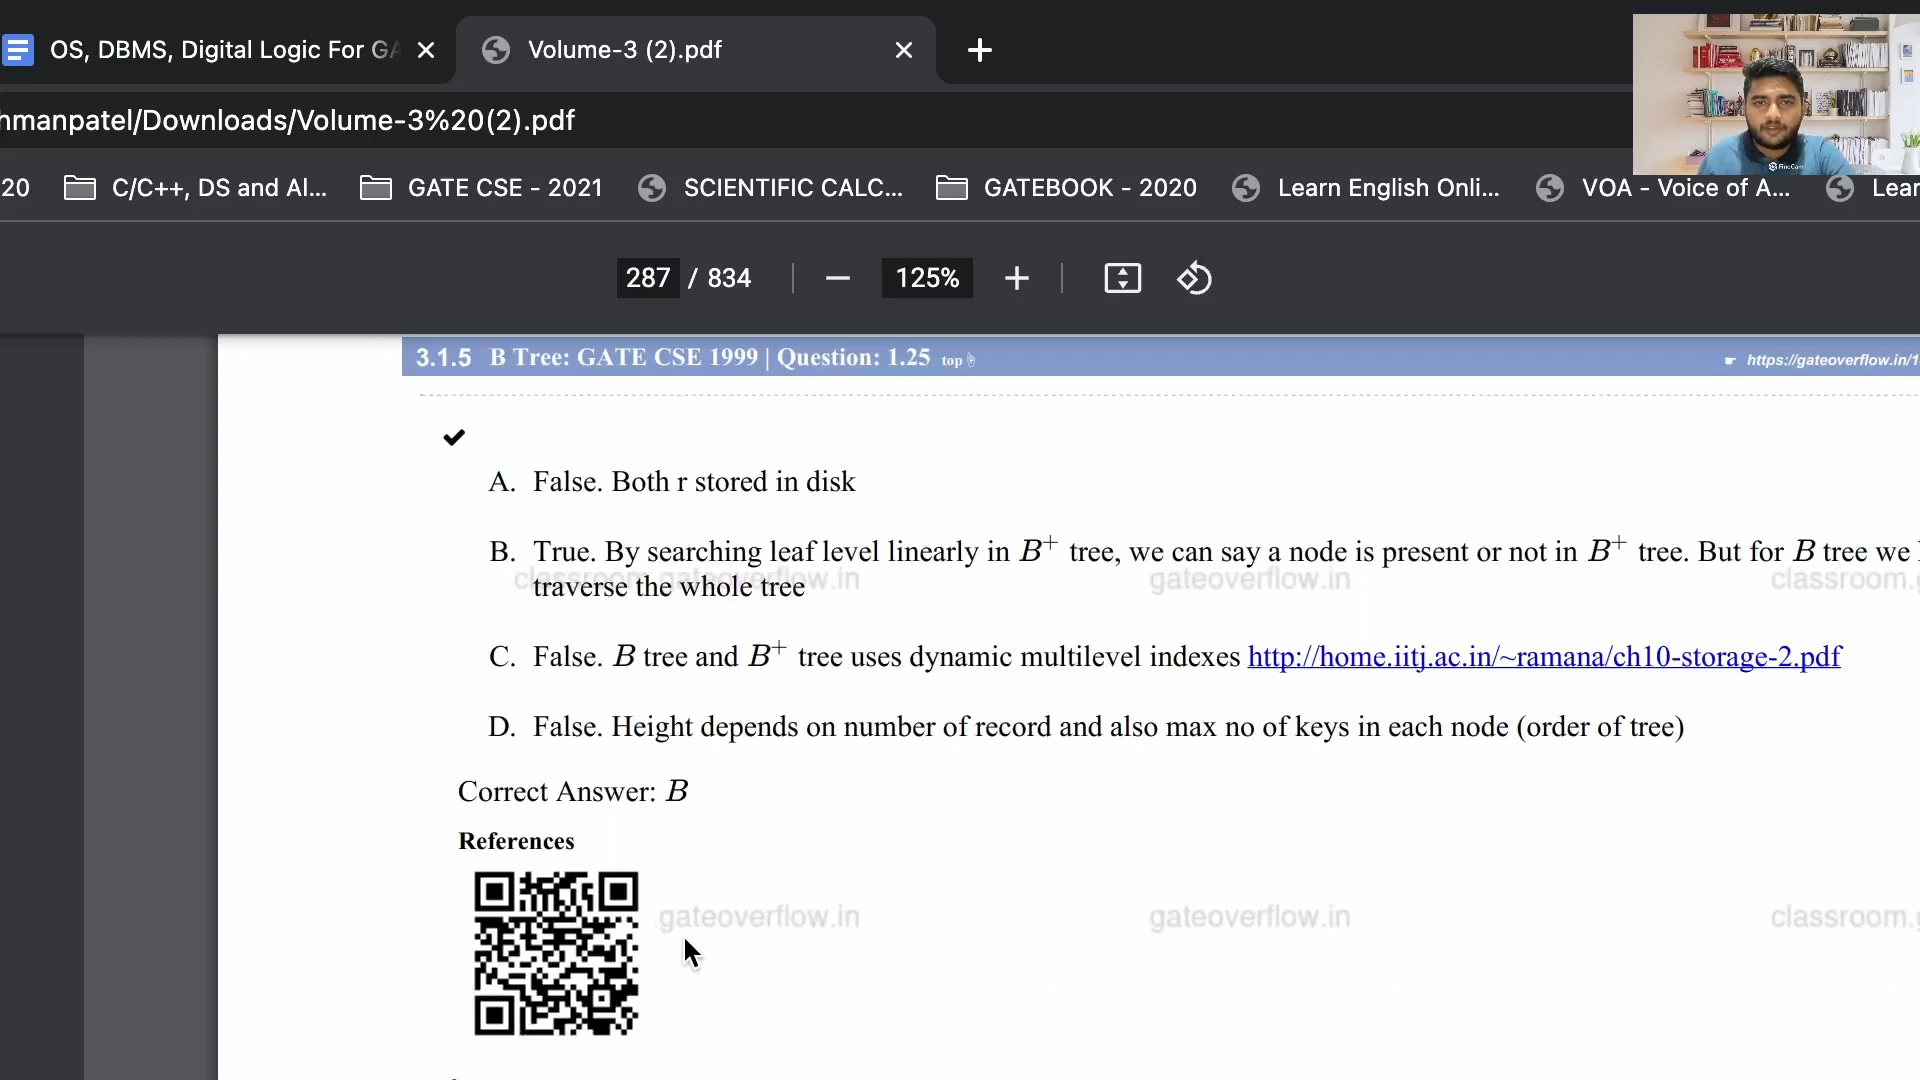 OS, DBMS, Digital Logic For GA
Volume-3 (2).pdf
hmanpatel/Downloads/Volume-3%20(2).pdf
20
C/C++, DS and Al...
GATE CSE - 2021
SCIENTIFIC CALC...
GATEBOOK - 2020
Learn English Onli...
VOA - Voice of A...
Lear
287 / 834
125%
3.1.5 B Tree: GATE CSE 1999 | Question: 1.25 top
https://gateoverflow.in/1
A. False. Both r stored in disk
B. True. By searching leaf level linearly in B+ tree, we can say a node is present or not in B+ tree. But for B tree we
traverse the whole tree
classroom.gateoverflow.in
gateoverflow.in
classroom.g
C. False. B tree and B+ tree uses dynamic multilevel indexes http://home.iitj.ac.in/~ramana/ch10-storage-2.pdf
D. False. Height depends on number of record and also max no of keys in each node (order of tree)
Correct Answer: B
References
.gateoverflow.in
gateoverflow.in
classroom.g
FineCam